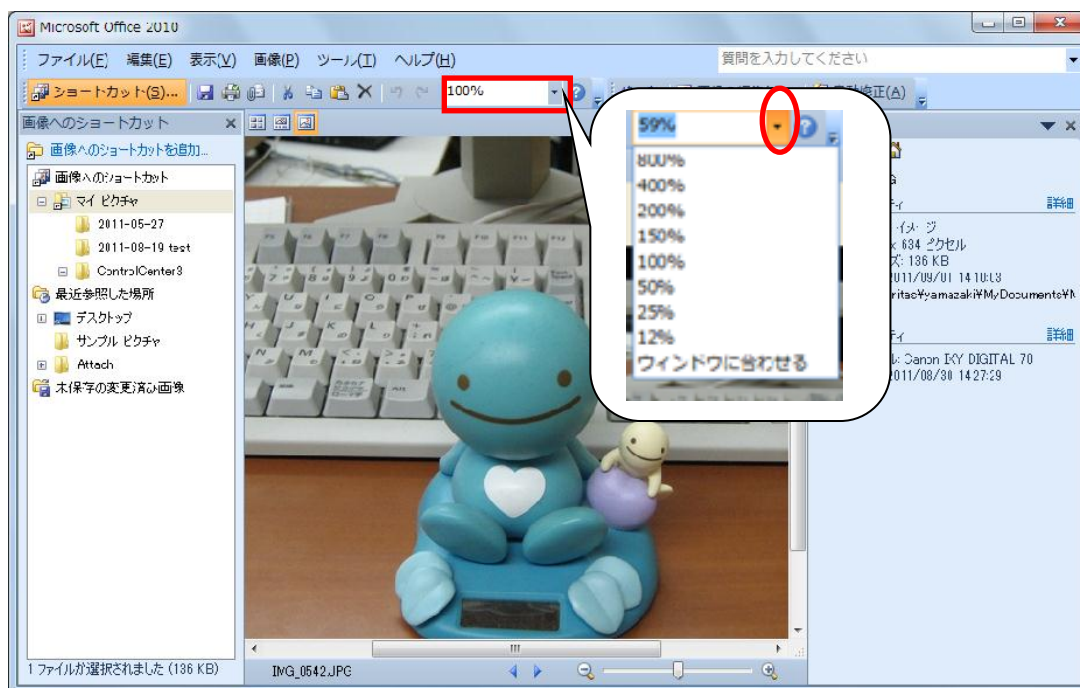 Microsoft Office 2010
ファイル(F) 編集(E) 表示(V) 画像(P) ツール(T) ヘルプ(H)
質問を入力してください
ショートカット(S)...
100%
修正(A)
画像へのショートカット
画像へのショートカットを追加...
画像へのショートカット
マイ ピクチャ
2011-05-27
2011-08-19 test
ControlCenter3
最近参照した場所
デスクトップ
サンプル ピクチャ
Attach
未保存の変更済み画像
59%
800%
400%
200%
150%
100%
50%
25%
12%
ウィンドウに合わせる
詳細
634 ピクセル
136 KB
2011/09/01
yamazaki¥MyDocuments¥M
詳細
Canon DIGITAL 70
2011/08/30 14:27:29
1 ファイルが選択されました (136 KB)
IMG_0542.JPG